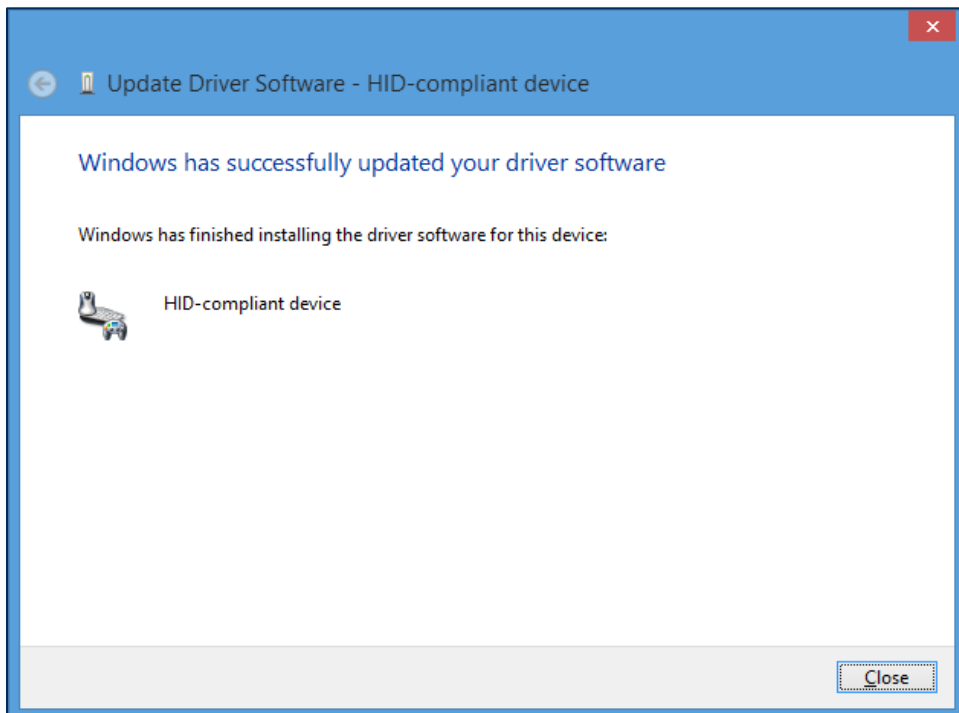 Update Driver Software - HID-compliant device
Windows has successfully updated your driver software
Windows has finished installing the driver software for this device:
HID-compliant device
Close